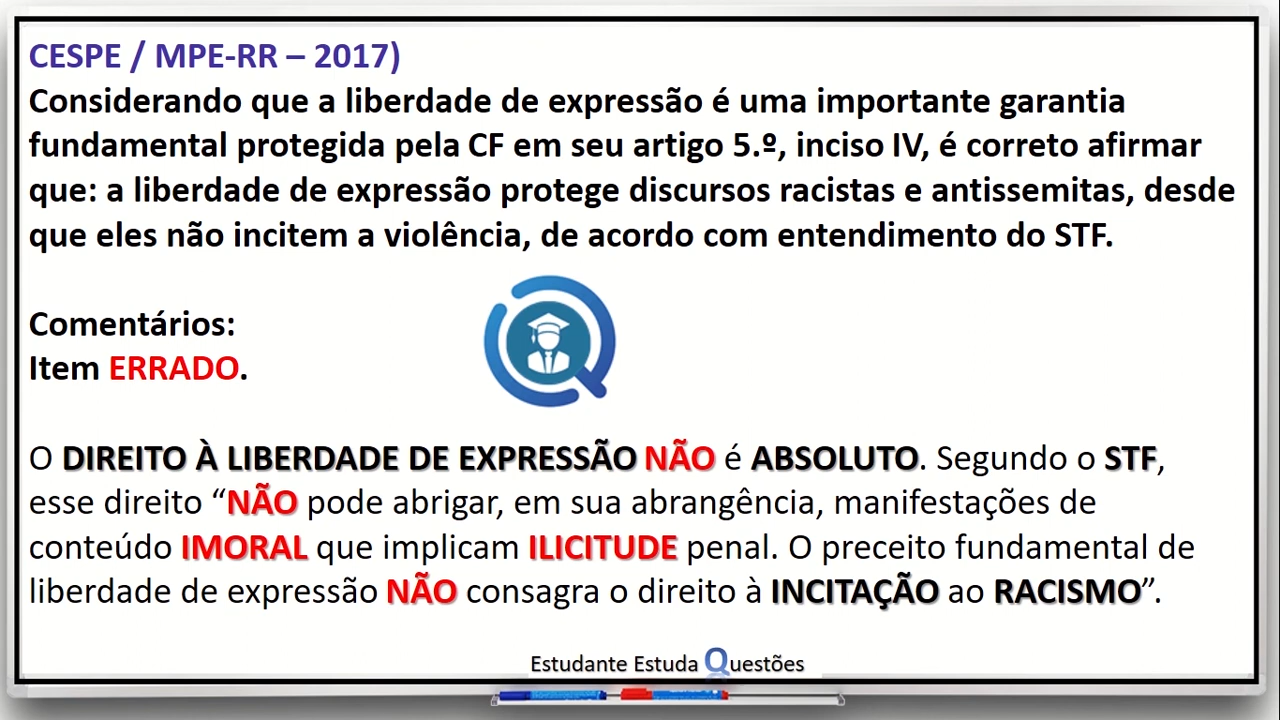 CESPE / MPE-RR – 2017)
Considerando que a liberdade de expressão é uma importante garantia
fundamental protegida pela CF em seu artigo 5.º, inciso IV, é correto afirmar
que: a liberdade de expressão protege discursos racistas e antissemitas, desde
que eles não incitem a violência, de acordo com entendimento do STF.
Comentários:
Item ERRADO.
O DIREITO À LIBERDADE DE EXPRESSÃO NÃO é ABSOLUTO. Segundo o STF,
esse direito “NÃO pode abrigar, em sua abrangência, manifestações de
conteúdo IMORAL que implicam ILICITUDE penal. O preceito fundamental de
liberdade de expressão NÃO consagra o direito à INCITAÇÃO ao RACISMO”.
Estudante Estuda Questões